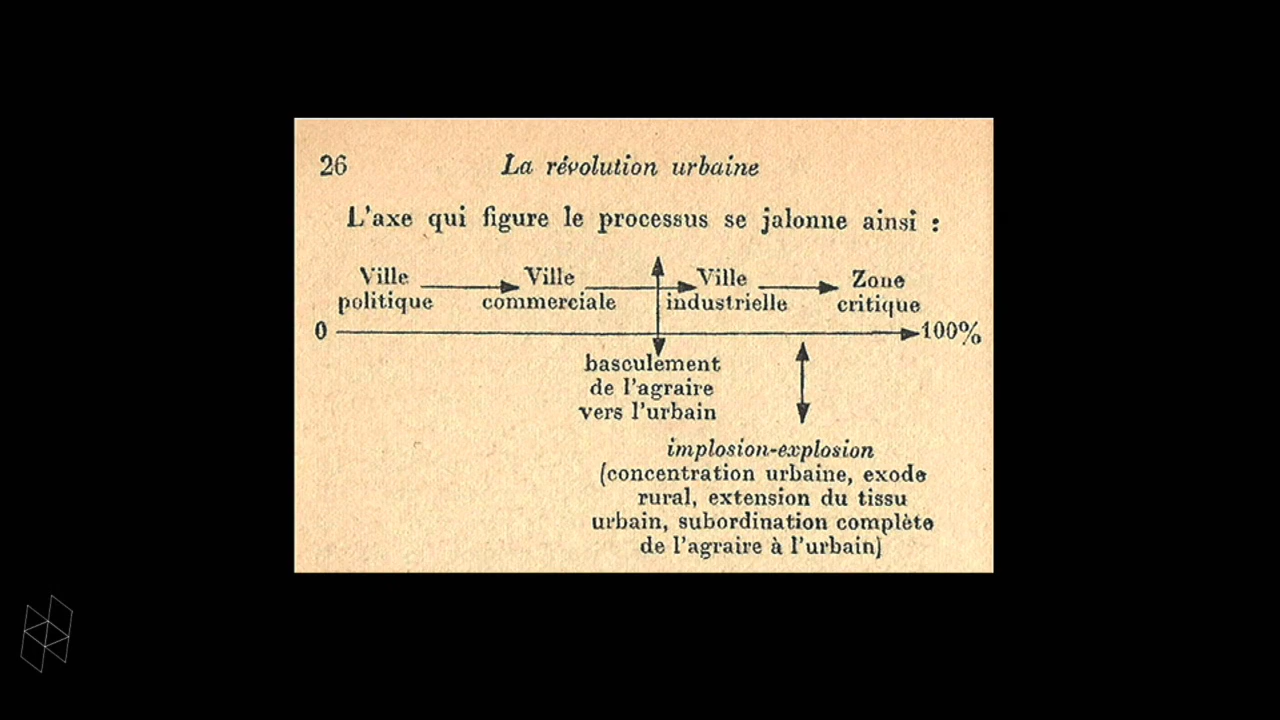 26 La révolution urbaine
L'axe qui figure le processus se jalonne ainsi :
Ville Ville Ville Zone
politique commerciale industrielle critique
0 100%
basculement
de l'agraire
vers l'urbain
implosion-explosion
(concentration urbaine, exode
rural, extension du tissu
urbain, subordination complète
de l'agraire à l'urbain)